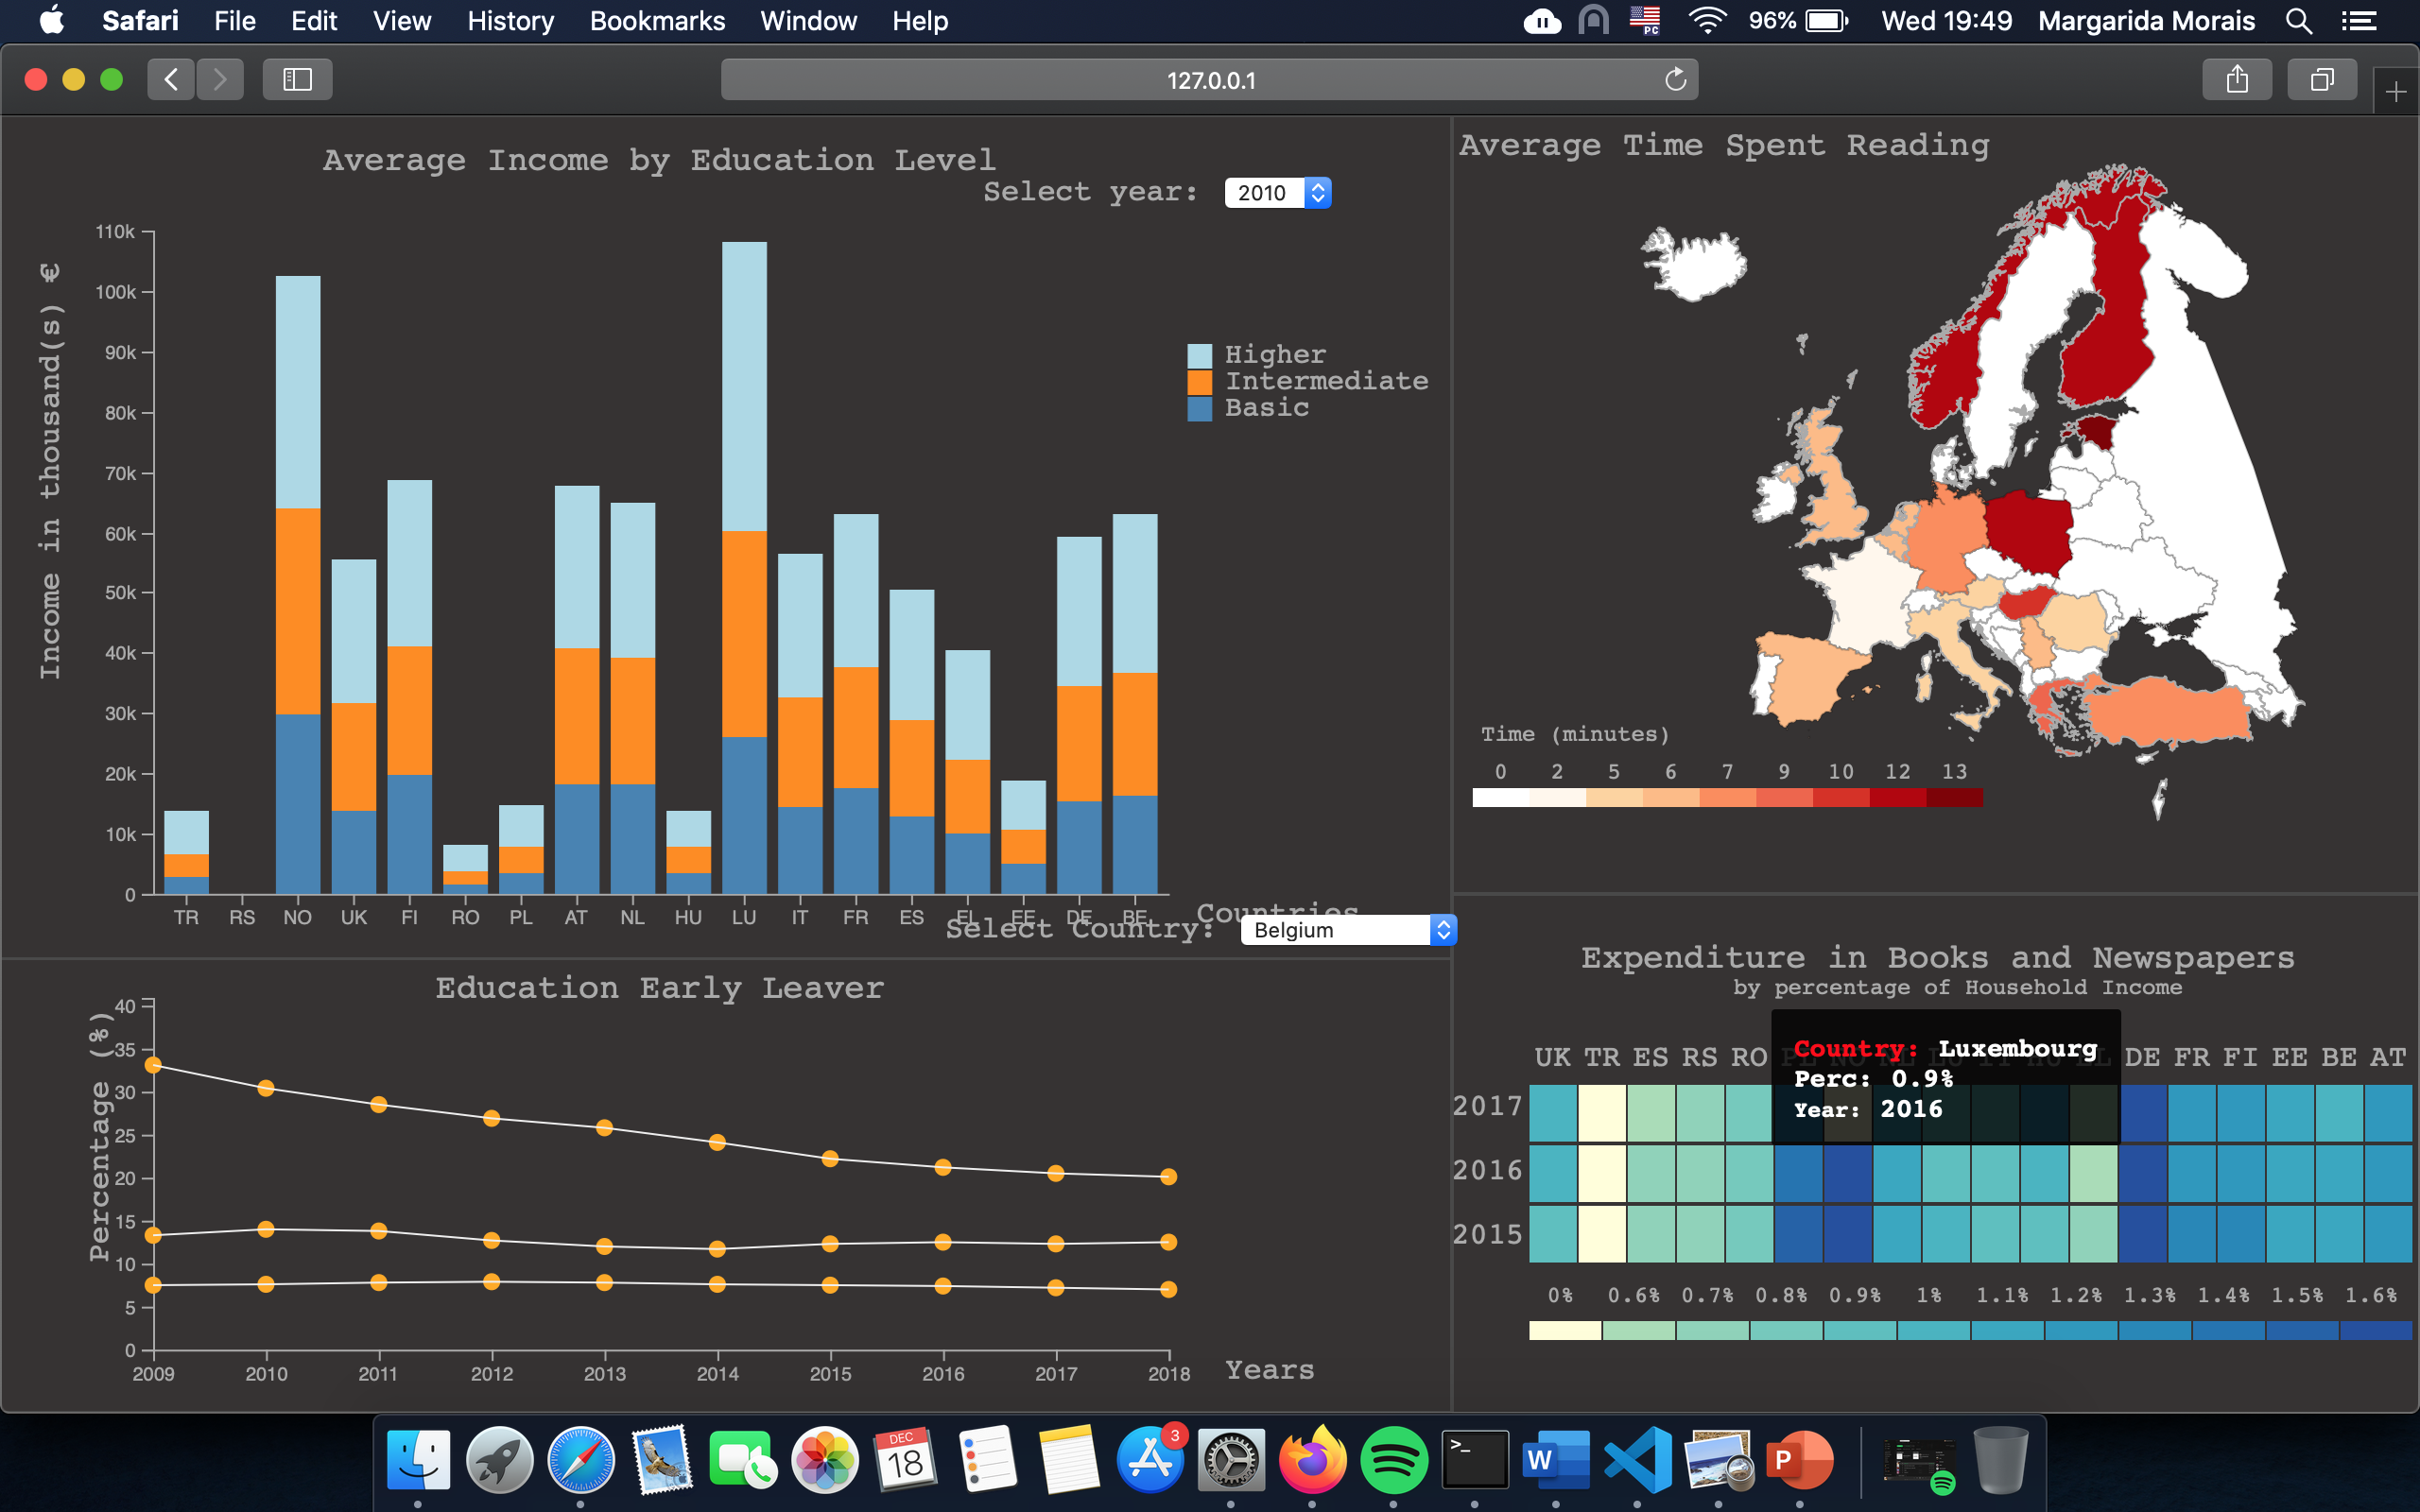 Safari File Edit View History Bookmarks Window Help
PC
96% Wed 19:49 Margarida Morais
127.0.0.1
Average Income by Education Level
Select year: 2010
Income in thousand(s) €
110k
100k
90k
80k
70k
60k
50k
40k
30k
20k
10k
0
TR RS NO UK FI RO PL AT NL HU LU IT FR ES EL EE DE BE
Countries
Higher
Intermediate
Basic
Select Country: Belgium
Education Early Leaver
Percentage (%)
40
35
30
25
20
15
10
5
0
2009 2010 2011 2012 2013 2014 2015 2016 2017 2018
Years
Average Time Spent Reading
Time (minutes)
0 2 5 6 7 9 10 12 13
Expenditure in Books and Newspapers
by percentage of Household Income
UK TR ES RS RO DE FR FI EE BE AT
Country: Luxembourg
Perc: 0.9%
Year: 2016
2017
2016
2015
0% 0.6% 0.7% 0.8% 0.9% 1% 1.1% 1.2% 1.3% 1.4% 1.5% 1.6%
DEC
18
3
>_
W
P